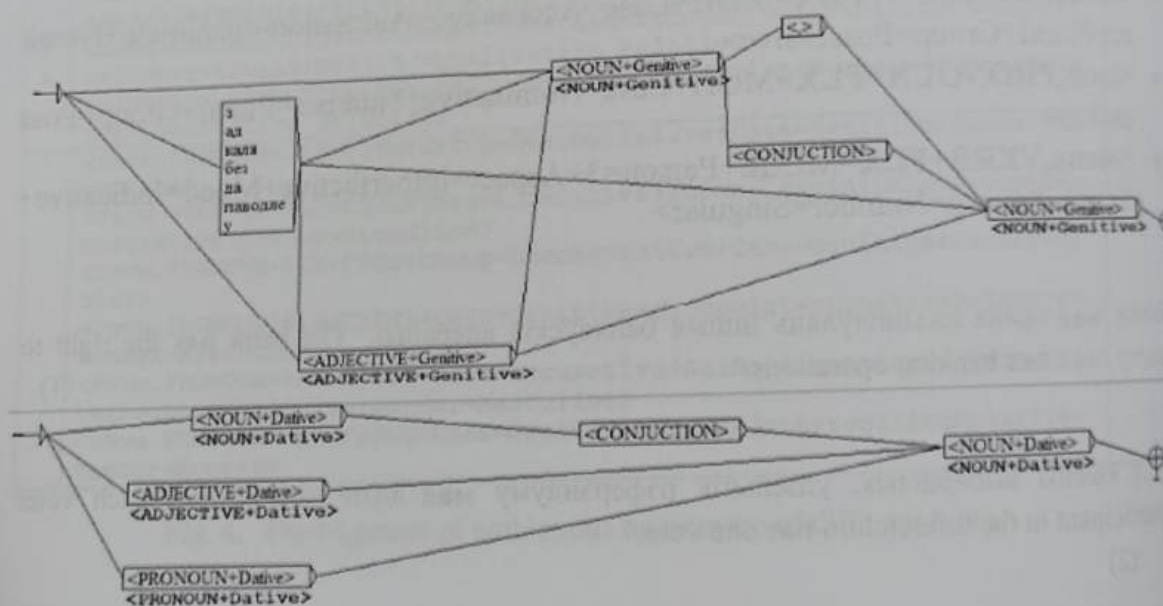 <>
<NOUN+Genitive>
<NOUN+Genitive>
з
ад
каля
без
да
паводле
у
<CONJUCTION>
<NOUN+Genitive>
<NOUN+Genitive>
<ADJECTIVE+Genitive>
<ADJECTIVE+Genitive>
<NOUN+Dative>
<NOUN+Dative>
<CONJUCTION>
<NOUN+Dative>
<NOUN+Dative>
<ADJECTIVE+Dative>
<ADJECTIVE+Dative>
<PRONOUN+Dative>
<PRONOUN+Dative>